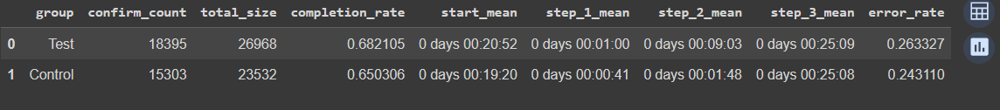 group confirm_count total_size completion_rate start_mean step_1_mean step_2_mean step_3_mean error_rate
0 Test 18395 26968 0.682105 0 days 00:20:52 0 days 00:01:00 0 days 00:09:03 0 days 00:25:09 0.263327
1 Control 15303 23532 0.650306 0 days 00:19:20 0 days 00:00:41 0 days 00:01:48 0 days 00:25:08 0.243110